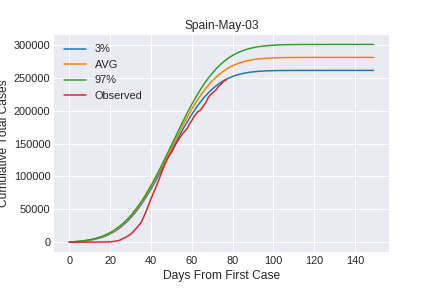 Spain-May-03
3%
AVG
97%
Observed
300000
250000
200000
150000
100000
50000
0
Cumulative Total Cases
0 20 40 60 80 100 120 140
Days From First Case